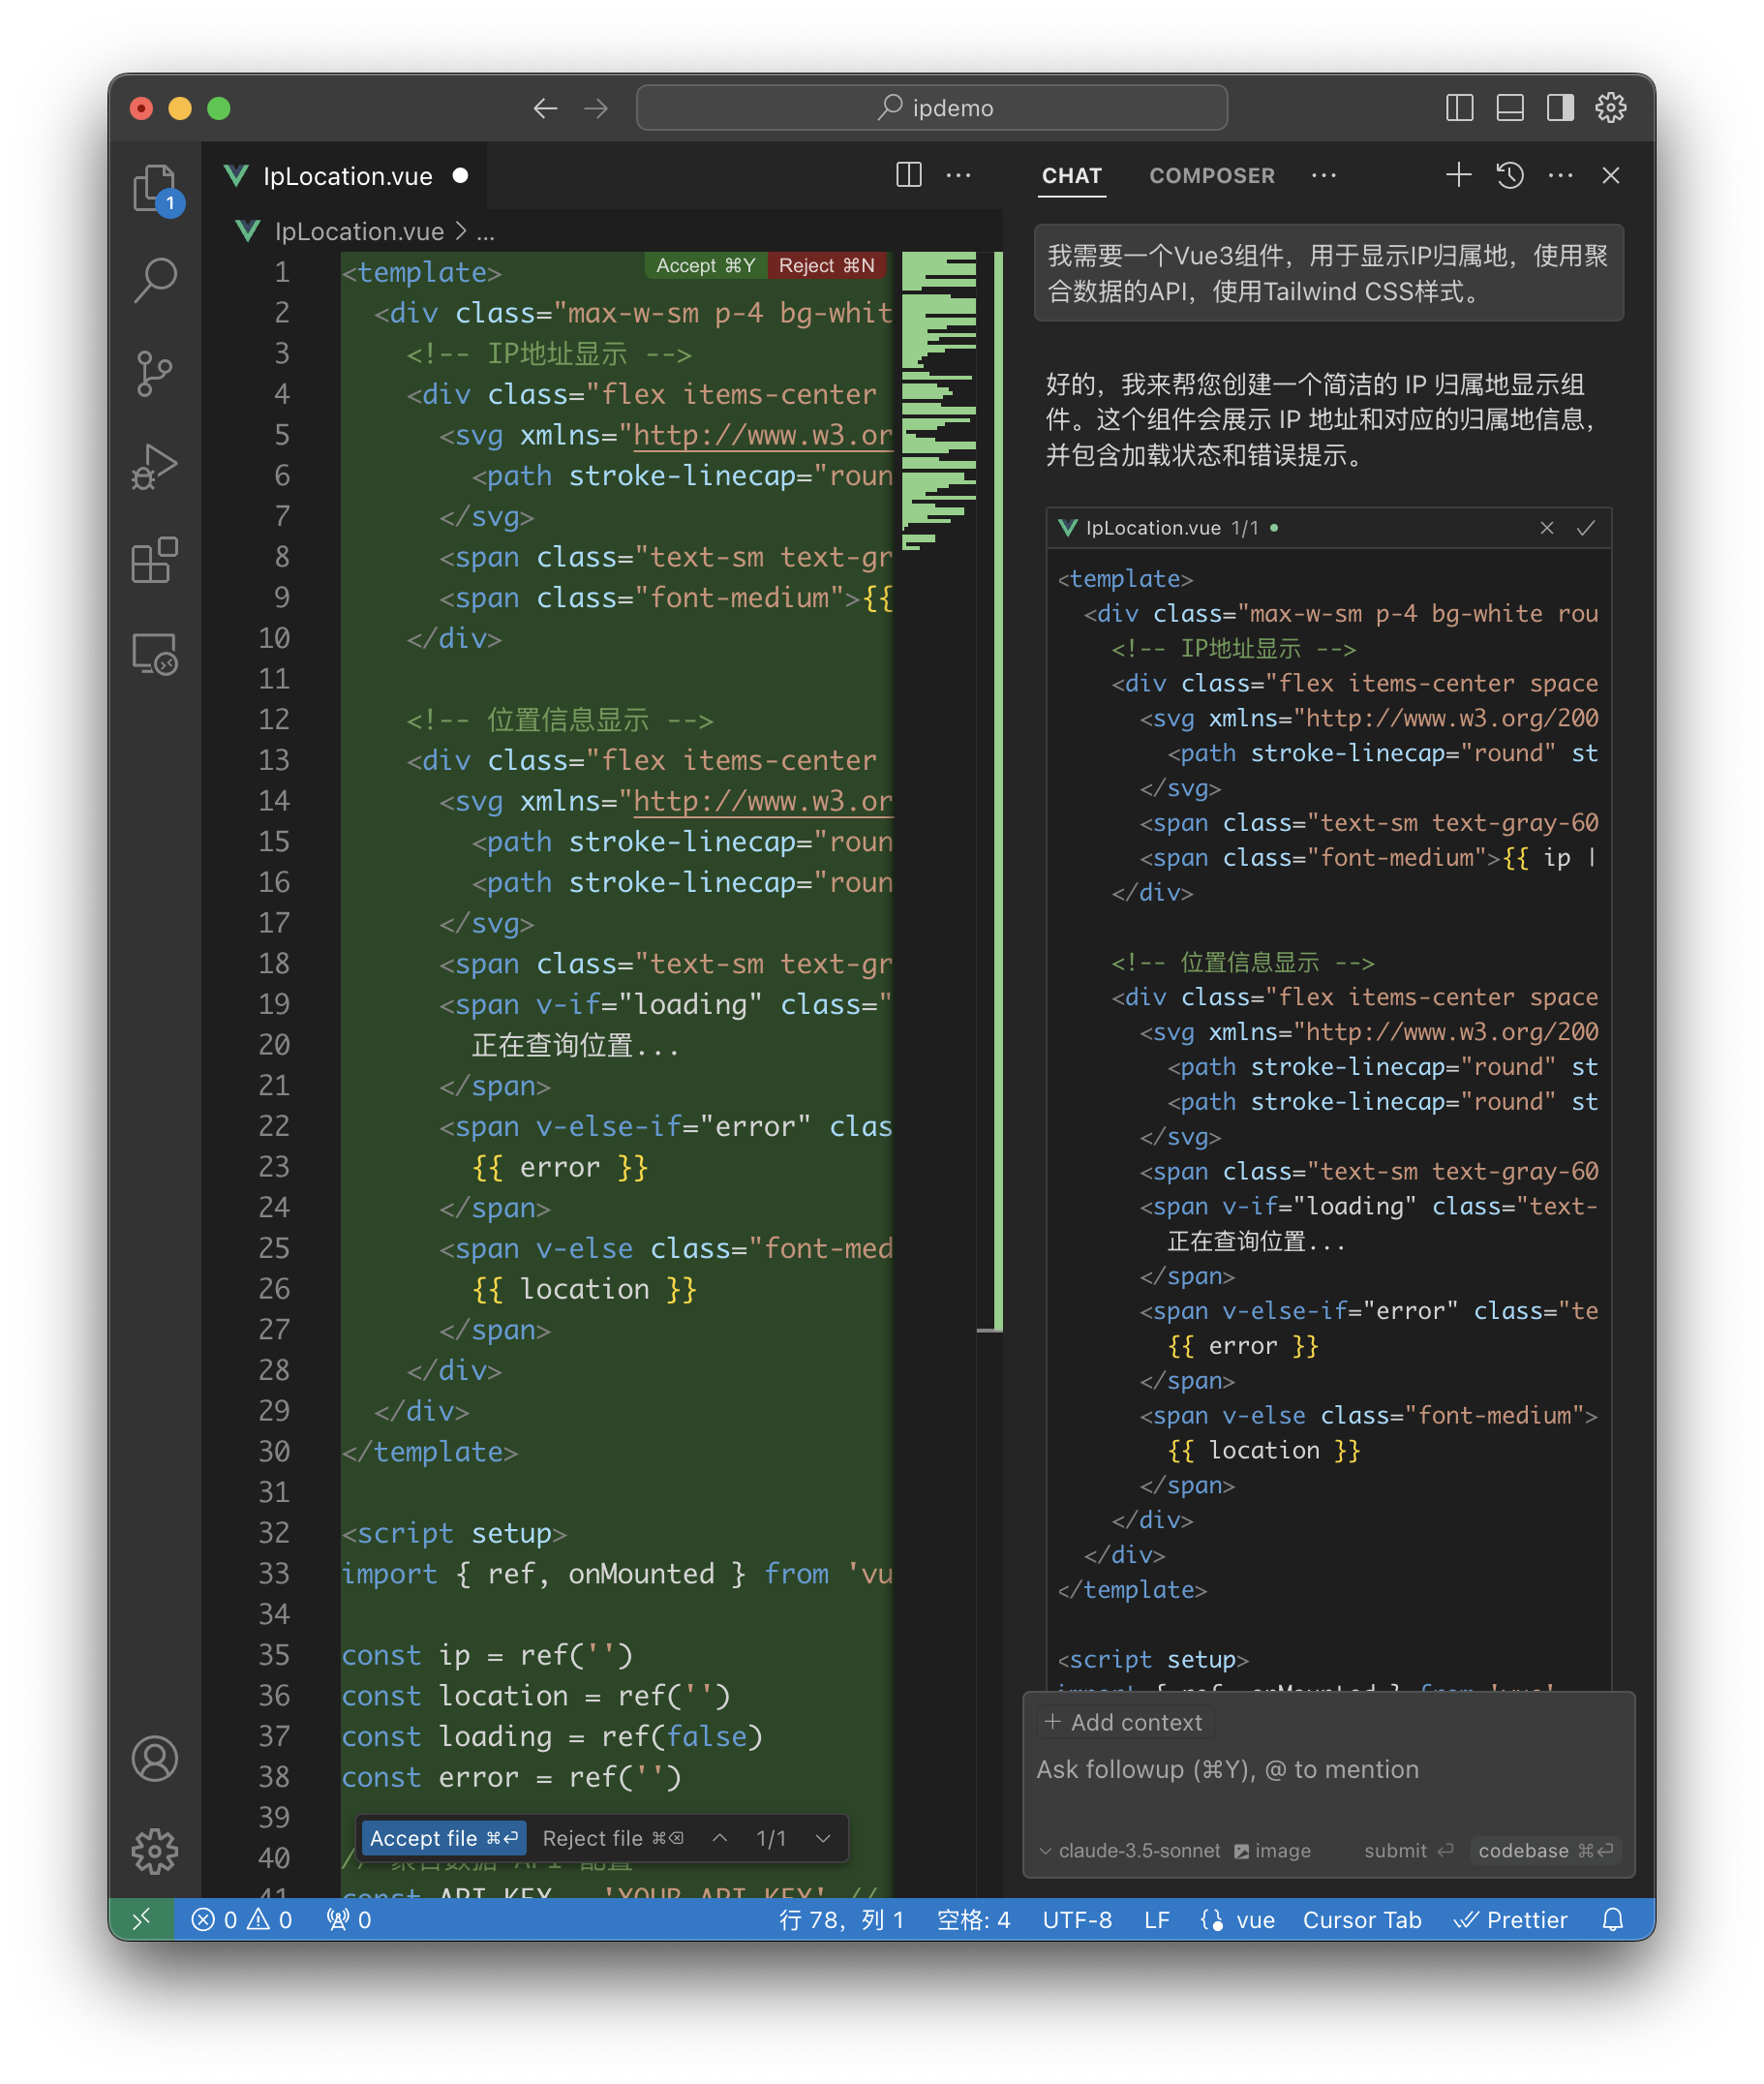 ipdemo
IpLocation.vue
IpLocation.vue > ...
Accept ⌘Y Reject ⌘N
1 <template>
2 <div class="max-w-sm p-4 bg-whit
3 <!-- IP地址显示 -->
4 <div class="flex items-center
5 <svg xmlns="http://www.w3.or
6 <path stroke-linecap="roun
7 </svg>
8 <span class="text-sm text-gr
9 <span class="font-medium">{{
10 </div>
11
12 <!-- 位置信息显示 -->
13 <div class="flex items-center
14 <svg xmlns="http://www.w3.or
15 <path stroke-linecap="roun
16 <path stroke-linecap="roun
17 </svg>
18 <span class="text-sm text-gr
19 <span v-if="loading" class="
20 正在查询位置...
21 </span>
22 <span v-else-if="error" clas
23 {{ error }}
24 </span>
25 <span v-else class="font-med
26 {{ location }}
27 </span>
28 </div>
29 </div>
30 </template>
31
32 <script setup>
33 import { ref, onMounted } from 'vu
34
35 const ip = ref('')
36 const location = ref('')
37 const loading = ref(false)
38 const error = ref('')
39
40 // 聚合数据 API 配置
41 const API_KEY = 'YOUR_API_KEY' //
Accept file ⌘⏎ Reject file ⌘⌫ 1/1
CHAT COMPOSER ...
我需要一个Vue3组件，用于显示IP归属地，使用聚
合数据的API，使用Tailwind CSS样式。
好的，我来帮您创建一个简洁的 IP 归属地显示组
件。这个组件会展示 IP 地址和对应的归属地信息，
并包含加载状态和错误提示。
IpLocation.vue 1/1
<template>
<div class="max-w-sm p-4 bg-white rou
<!-- IP地址显示 -->
<div class="flex items-center space
<svg xmlns="http://www.w3.org/200
<path stroke-linecap="round" st
</svg>
<span class="text-sm text-gray-60
<span class="font-medium">{{ ip |
</div>
<!-- 位置信息显示 -->
<div class="flex items-center space
<svg xmlns="http://www.w3.org/200
<path stroke-linecap="round" st
<path stroke-linecap="round" st
</svg>
<span class="text-sm text-gray-60
<span v-if="loading" class="text-
正在查询位置...
</span>
<span v-else-if="error" class="te
{{ error }}
</span>
<span v-else class="font-medium">
{{ location }}
</span>
</div>
</div>
</template>
<script setup>
import { ref, onMounted } from 'vue'
+ Add context
Ask followup (⌘Y), @ to mention
claude-3.5-sonnet image submit ⏎ codebase ⌘⏎
1
0 0 0 行 78，列 1 空格: 4 UTF-8 LF vue Cursor Tab Prettier